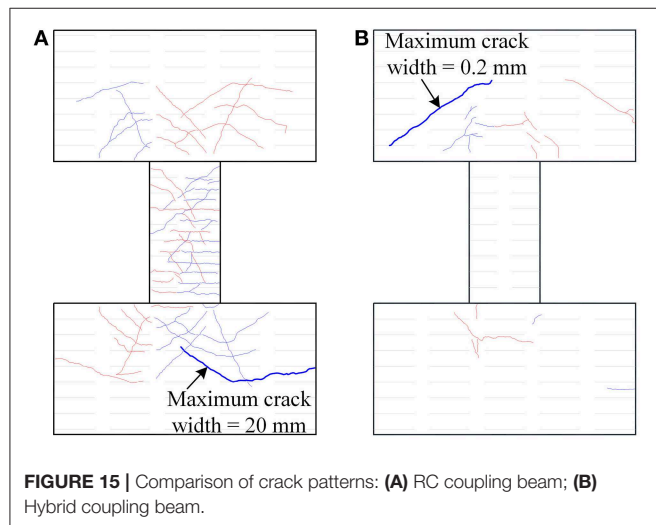 A
B
Maximum crack
width = 0.2 mm
Maximum crack
width = 20 mm
FIGURE 15 | Comparison of crack patterns: (A) RC coupling beam; (B)
Hybrid coupling beam.